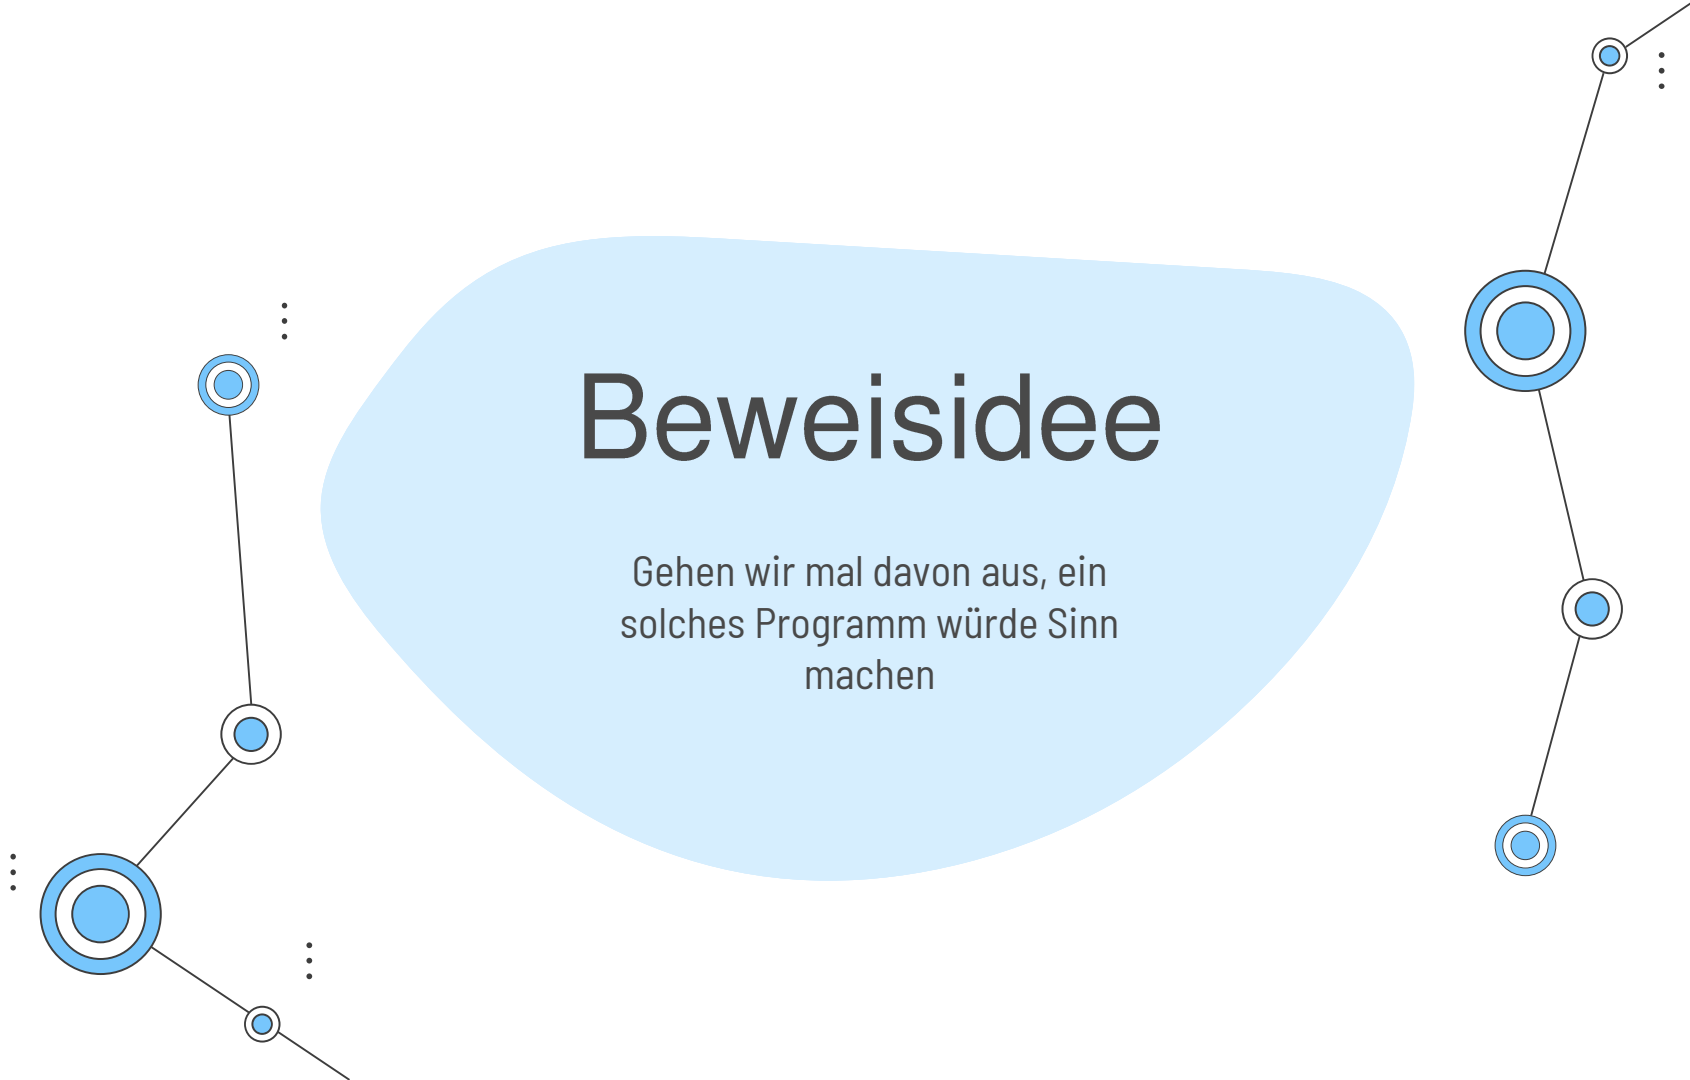 Beweisidee
Gehen wir mal davon aus, ein
solches Programm würde Sinn
machen